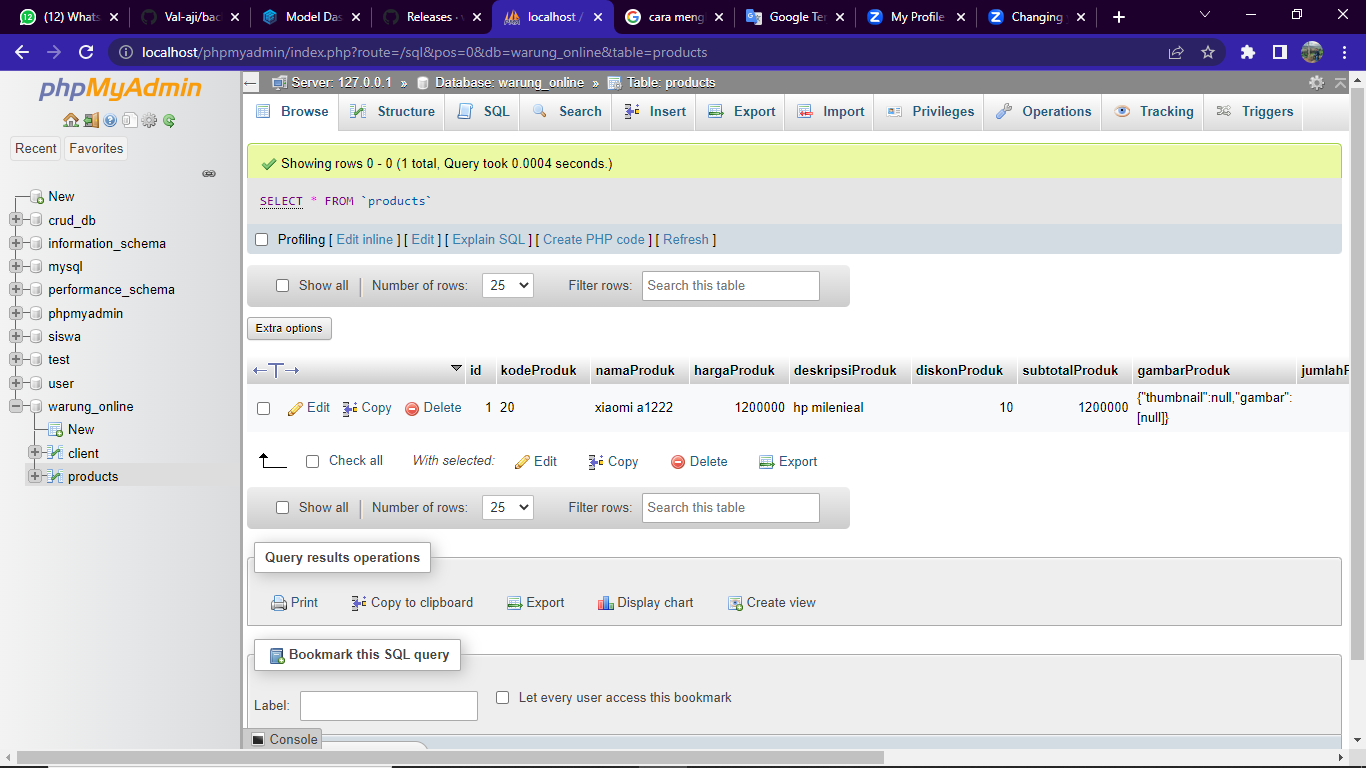 (12) Whats
Val-aji/bac
Model Das
Releases ·
localhost /
cara meng
Google Ter
My Profile
Changing
localhost/phpmyadmin/index.php?route=/sql&pos=0&db=warung_online&table=products
phpMyAdmin
Recent Favorites
New
crud_db
information_schema
mysql
performance_schema
phpmyadmin
siswa
test
user
warung_online
New
client
products
Server: 127.0.0.1 » Database: warung_online » Table: products
Browse Structure SQL Search Insert Export Import Privileges Operations Tracking Triggers
Showing rows 0 - 0 (1 total, Query took 0.0004 seconds.)
SELECT * FROM `products`
Profiling [ Edit inline ] [ Edit ] [ Explain SQL ] [ Create PHP code ] [ Refresh ]
Show all Number of rows: 25 Filter rows: Search this table
Extra options
←T→ id kodeProduk namaProduk hargaProduk deskripsiProduk diskonProduk subtotalProduk gambarProduk jumlahP
Edit Copy Delete 1 20 xiaomi a1222 1200000 hp milenieal 10 1200000 {"thumbnail":null,"gambar":
[null]}
Check all With selected: Edit Copy Delete Export
Show all Number of rows: 25 Filter rows: Search this table
Query results operations
Print Copy to clipboard Export Display chart Create view
Bookmark this SQL query
Label: Let every user access this bookmark
Console